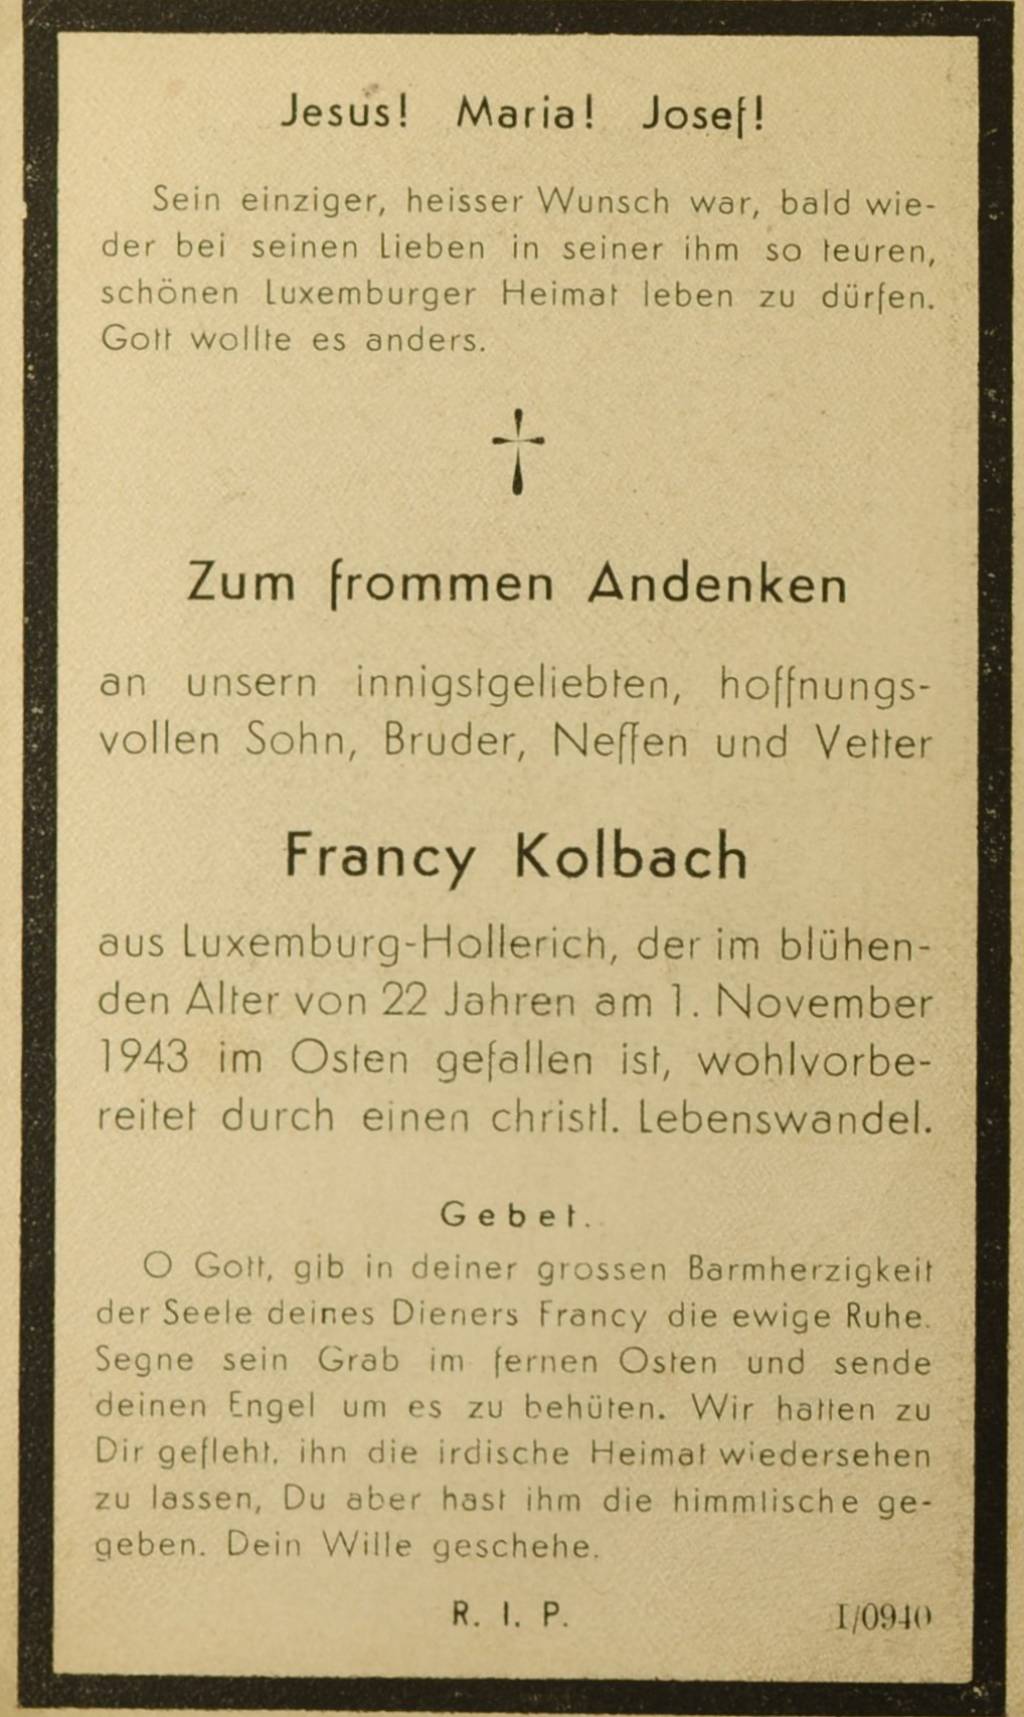 Jesus! Maria! Josef!
Sein einziger, heisser Wunsch war, bald wie-
der bei seinen Lieben in seiner ihm so teuren,
schönen Luxemburger Heimat leben zu dürfen.
Gott wollte es anders.
Zum frommen Andenken
an unsern innigstgeliebten, hoffnungs-
vollen Sohn, Bruder, Neffen und Vetter
Francy Kolbach
aus Luxemburg-Hollerich, der im blühen-
den Alter von 22 Jahren am 1. November
1943 im Osten gefallen ist, wohlvorbe-
reitet durch einen christl. Lebenswandel.
Gebet.
O Gott, gib in deiner grossen Barmherzigkeit
der Seele deines Dieners Francy die ewige Ruhe.
Segne sein Grab im fernen Osten und sende
deinen Engel um es zu behüten. Wir hatten zu
Dir gefleht, ihn die irdische Heimat wiedersehen
zu lassen, Du aber hast ihm die himmlische ge-
geben. Dein Wille geschehe.
R. I. P.
I/0940